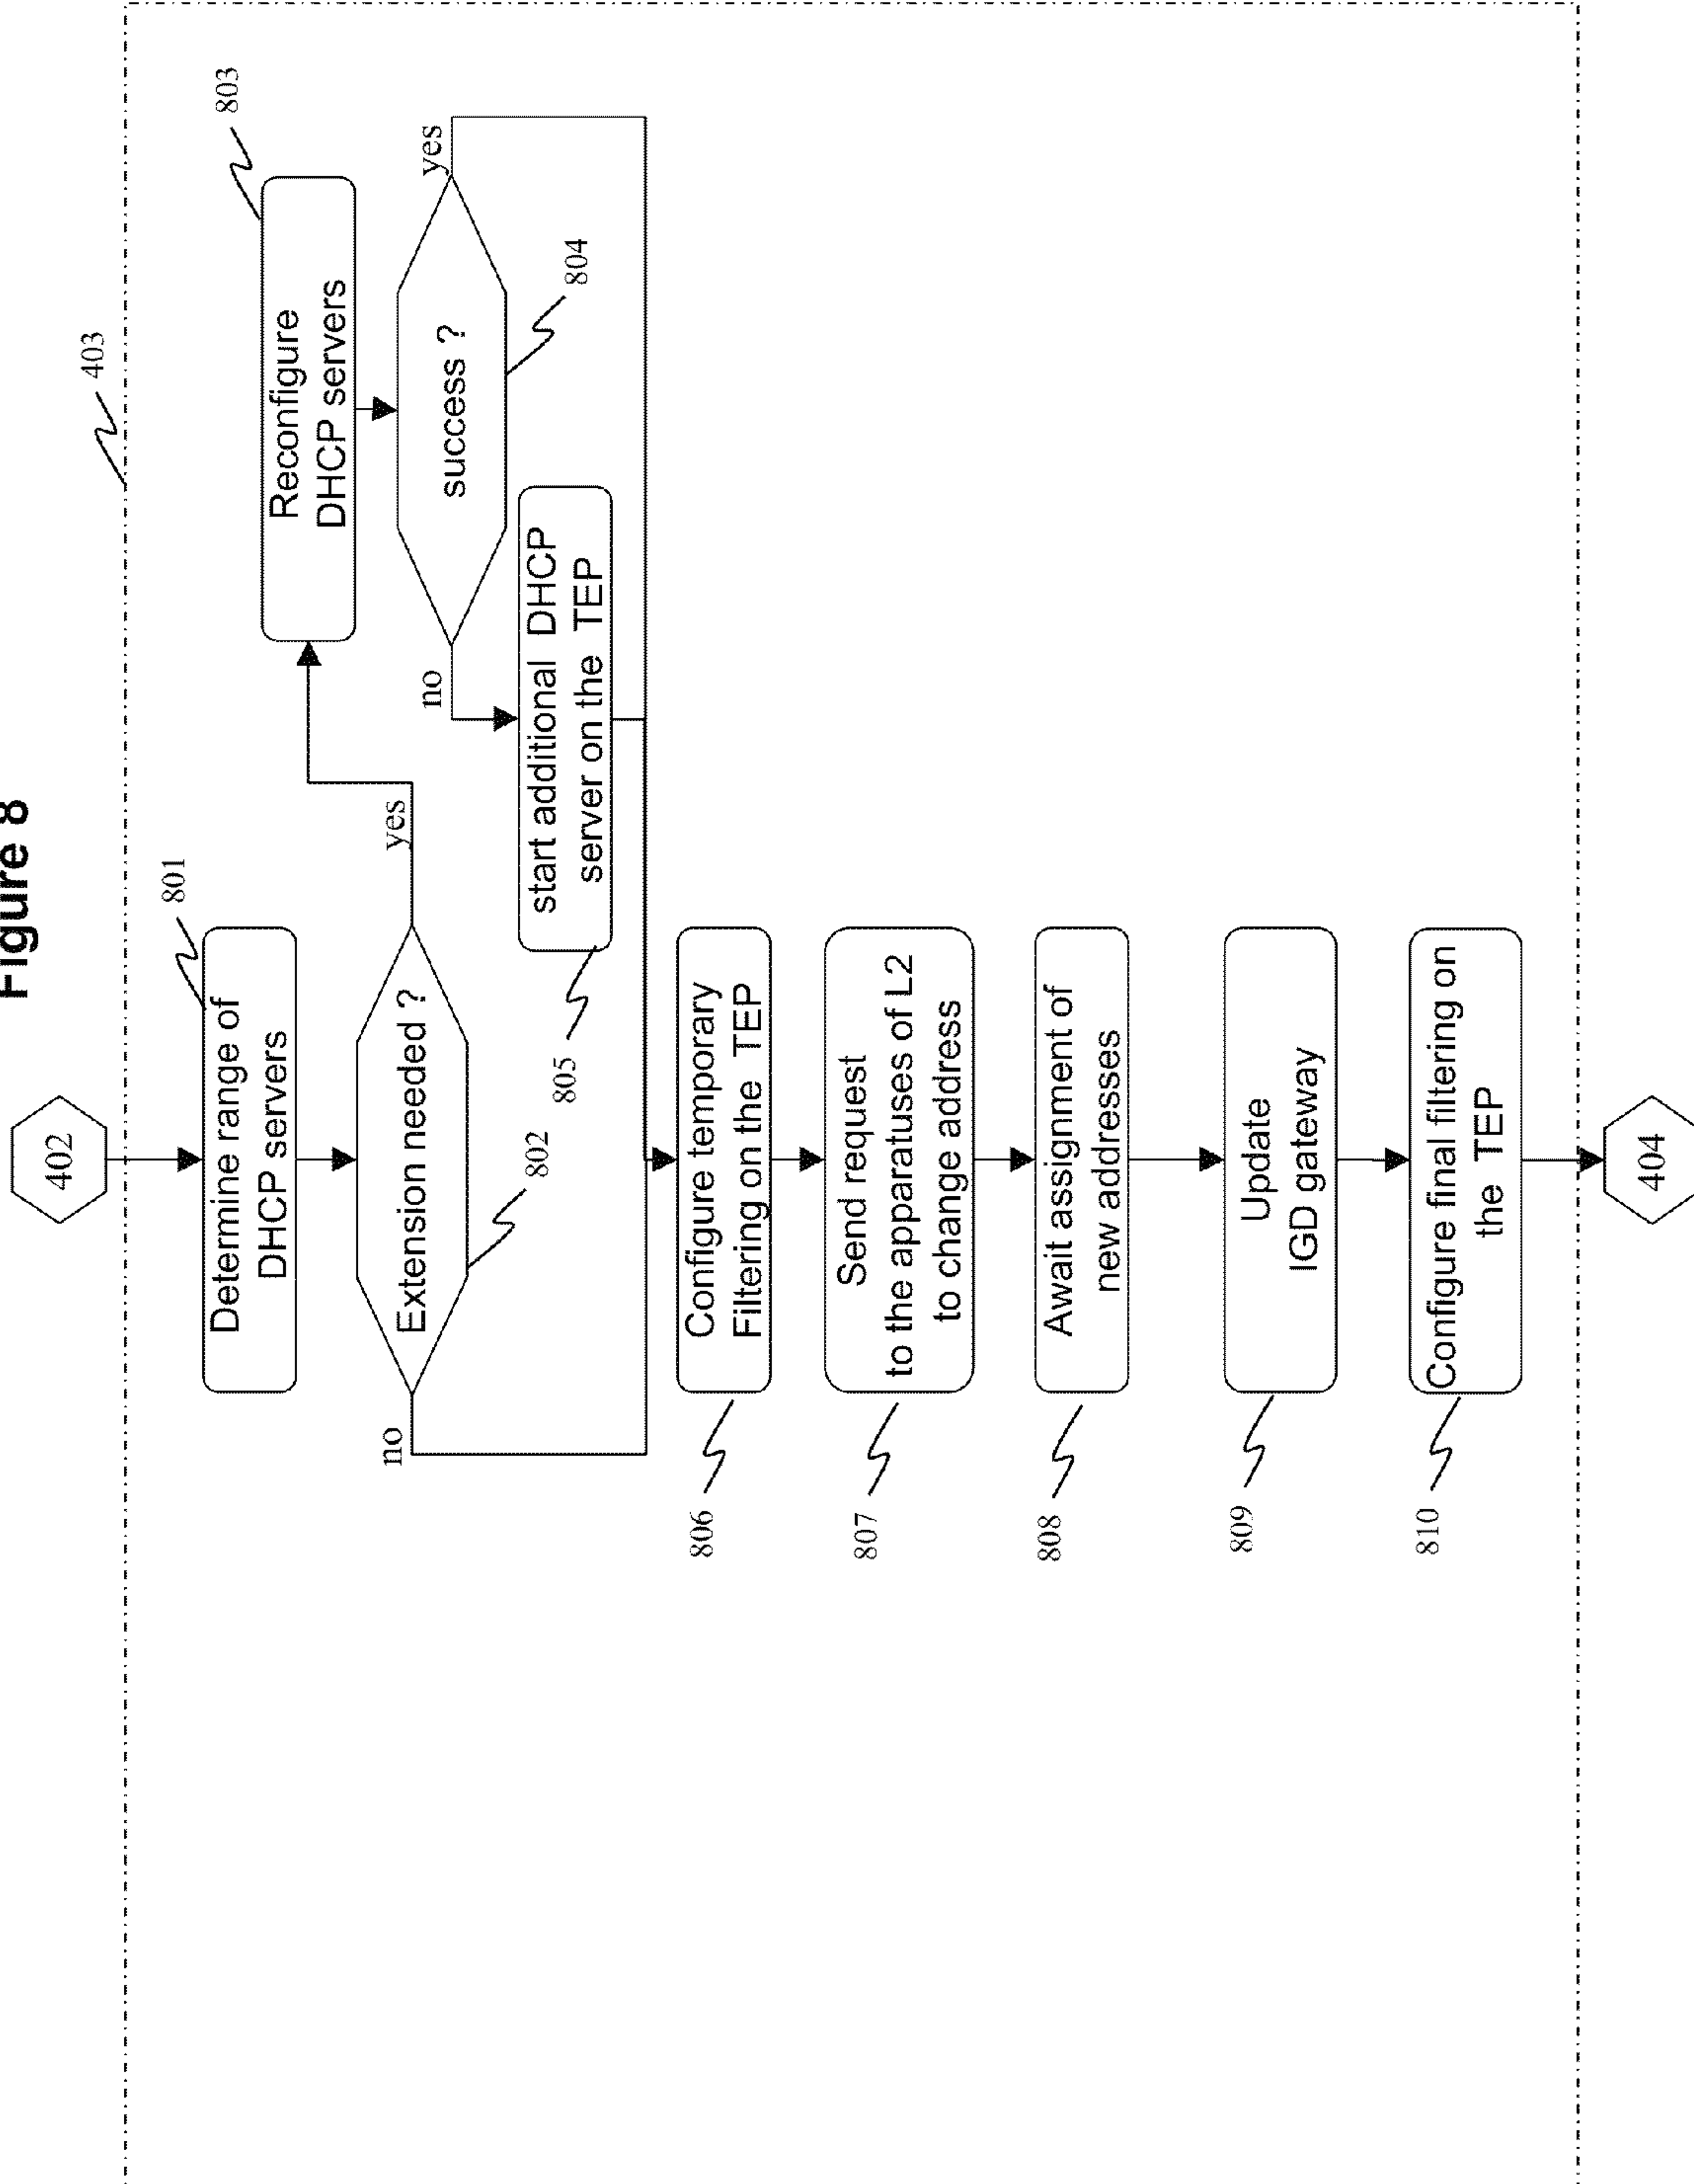 Figure 8
402
403
801
Determine range of
DHCP servers
Extension needed ?
802
no
yes
803
Reconfigure
DHCP servers
success ?
804
yes
no
start additional DHCP
server on the TEP
805
Configure temporary
Filtering on the TEP
806
Send request
to the apparatuses of L2
to change address
807
Await assignment of
new addresses
808
Update
IGD gateway
809
Configure final filtering on
the TEP
810
404